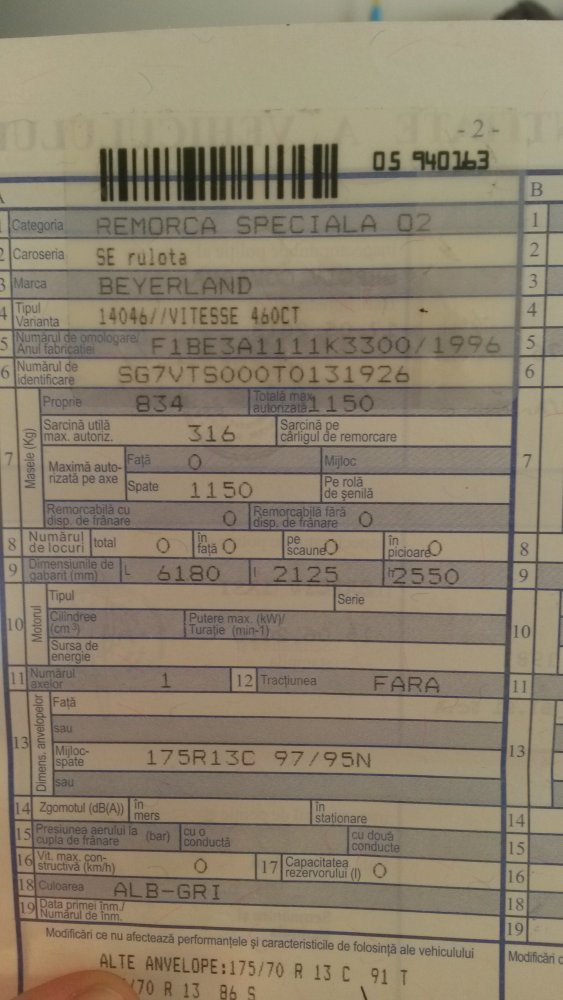 - 2 -
05 940163
B
1 Categoria REMORCA SPECIALA O2 1
2 Caroseria SE rulota 2
3 Marca BEYERLAND 3
4 Tipul Varianta 14046//VITESSE 460CT 4
5 Numărul de omologare/ Anul fabricației F1BE3A1111K3300/1996 5
6 Numărul de identificare SG7VTS000T0131926 6
7 Masele (Kg) Proprie 834 Totală max. autorizată 1150 7
Sarcină utilă max. autoriz. 316 Sarcină pe cârligul de remorcare
Maximă autorizată pe axe Față 0 Mijloc
Spate 1150 Pe rolă de șenilă
Remorcabilă cu disp. de frânare 0 Remorcabilă fără disp. de frânare 0
8 Numărul de locuri total 0 în față 0 pe scaune 0 în picioare 0 8
9 Dimensiunile de gabarit (mm) L 6180 l 2125 h 2550 9
10 Motorul Tipul Serie 10
Cilindree (cm³) Putere max. (kW)/ Turație (min-1)
Sursa de energie
11 Numărul axelor 1 12 Tracțiunea FARA 11
13 Dimens. anvelopelor Față 13
sau
Mijloc-spate 175R13C 97/95N
sau
14 Zgomotul (dB(A)) în mers în staționare 14
15 Presiunea aerului la cupla de frânare (bar) cu o conductă cu două conducte 15
16 Vit. max. constructivă (km/h) 0 17 Capacitatea rezervorului (l) 0 16
18 Culoarea ALB-GRI 18
19 Data primei înm./ Numărul de înm. 19
Modificări ce nu afectează performanțele și caracteristicile de folosință ale vehiculului Modificări
ALTE ANVELOPE:175/70 R 13 C 91 T
/70 R 13 86 S